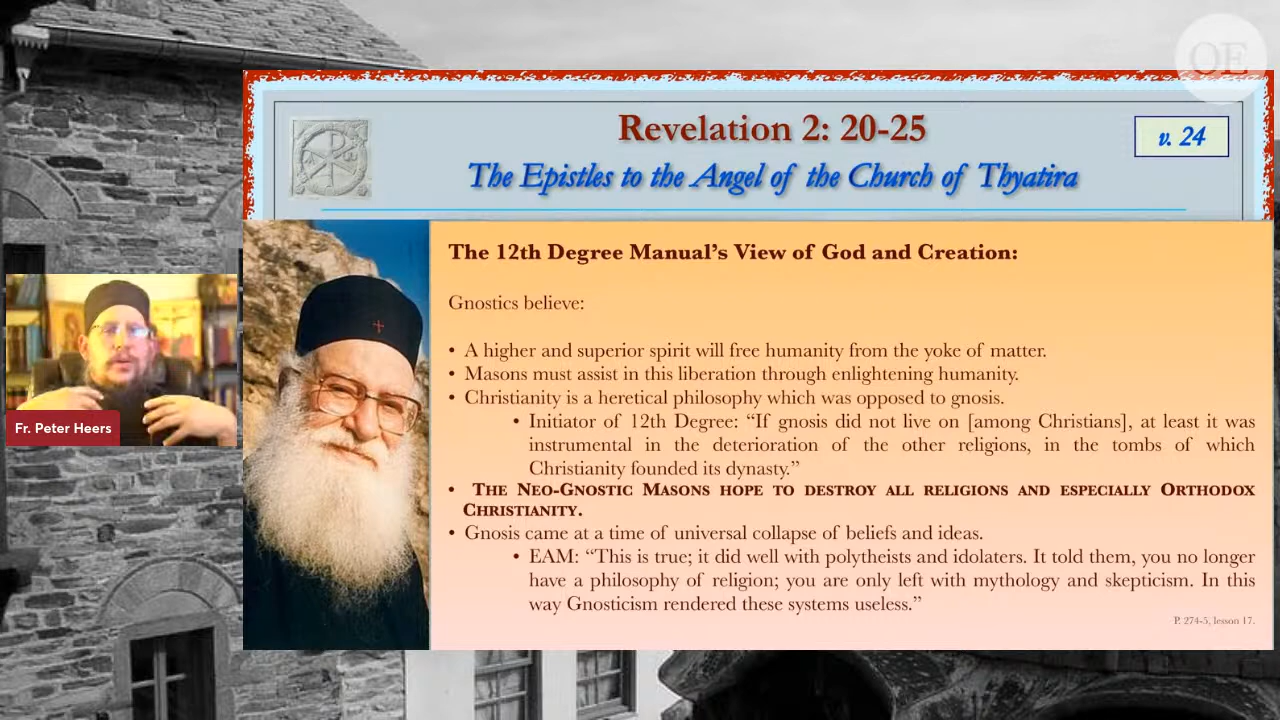 OE
Revelation 2: 20-25
v. 24
The Epistles to the Angel of the Church of Thyatira
The 12th Degree Manual’s View of God and Creation:
Gnostics believe:
• A higher and superior spirit will free humanity from the yoke of matter.
• Masons must assist in this liberation through enlightening humanity.
• Christianity is a heretical philosophy which was opposed to gnosis.
• Initiator of 12th Degree: “If gnosis did not live on [among Christians], at least it was
instrumental in the deterioration of the other religions, in the tombs of which
Christianity founded its dynasty.”
• The Neo-Gnostic Masons hope to destroy all religions and especially Orthodox
Christianity.
• Gnosis came at a time of universal collapse of beliefs and ideas.
• EAM: “This is true; it did well with polytheists and idolaters. It told them, you no longer
have a philosophy of religion; you are only left with mythology and skepticism. In this
way Gnosticism rendered these systems useless.”
P. 274-5, lesson 17.
Fr. Peter Heers